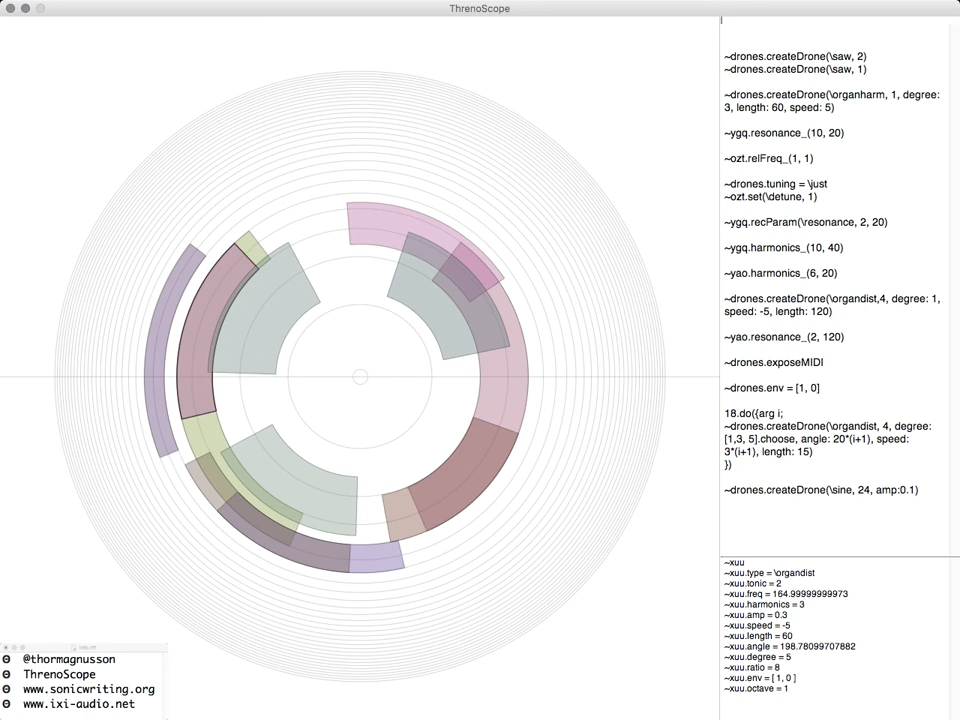 ThrenoScope
~drones.createDrone(\saw, 2)
~drones.createDrone(\saw, 1)
~drones.createDrone(\organharm, 1, degree:
3, length: 60, speed: 5)
~ygq.resonance_(10, 20)
~ozt.relFreq_(1, 1)
~drones.tuning = \just
~ozt.set(\detune, 1)
~ygq.recParam(\resonance, 2, 20)
~ygq.harmonics_(10, 40)
~yao.harmonics_(6, 20)
~drones.createDrone(\organdist,4, degree: 1,
speed: -5, length: 120)
~yao.resonance_(2, 120)
~drones.exposeMIDI
~drones.env = [1, 0]
18.do({arg i;
~drones.createDrone(\organdist, 4, degree:
[1,3, 5].choose, angle: 20*(i+1), speed:
3*(i+1), length: 15)
})
~drones.createDrone(\sine, 24, amp:0.1)
~xuu
~xuu.type = \organdist
~xuu.tonic = 2
~xuu.freq = 164.99999999973
~xuu.harmonics = 3
~xuu.amp = 0.3
~xuu.speed = -5
~xuu.length = 60
~xuu.angle = 198.78099707882
~xuu.degree = 5
~xuu.ratio = 8
~xuu.env = [ 1, 0 ]
~xuu.octave = 1
Θ @thormagnusson
Θ ThrenoScope
Θ www.sonicwriting.org
Θ www.ixi-audio.net